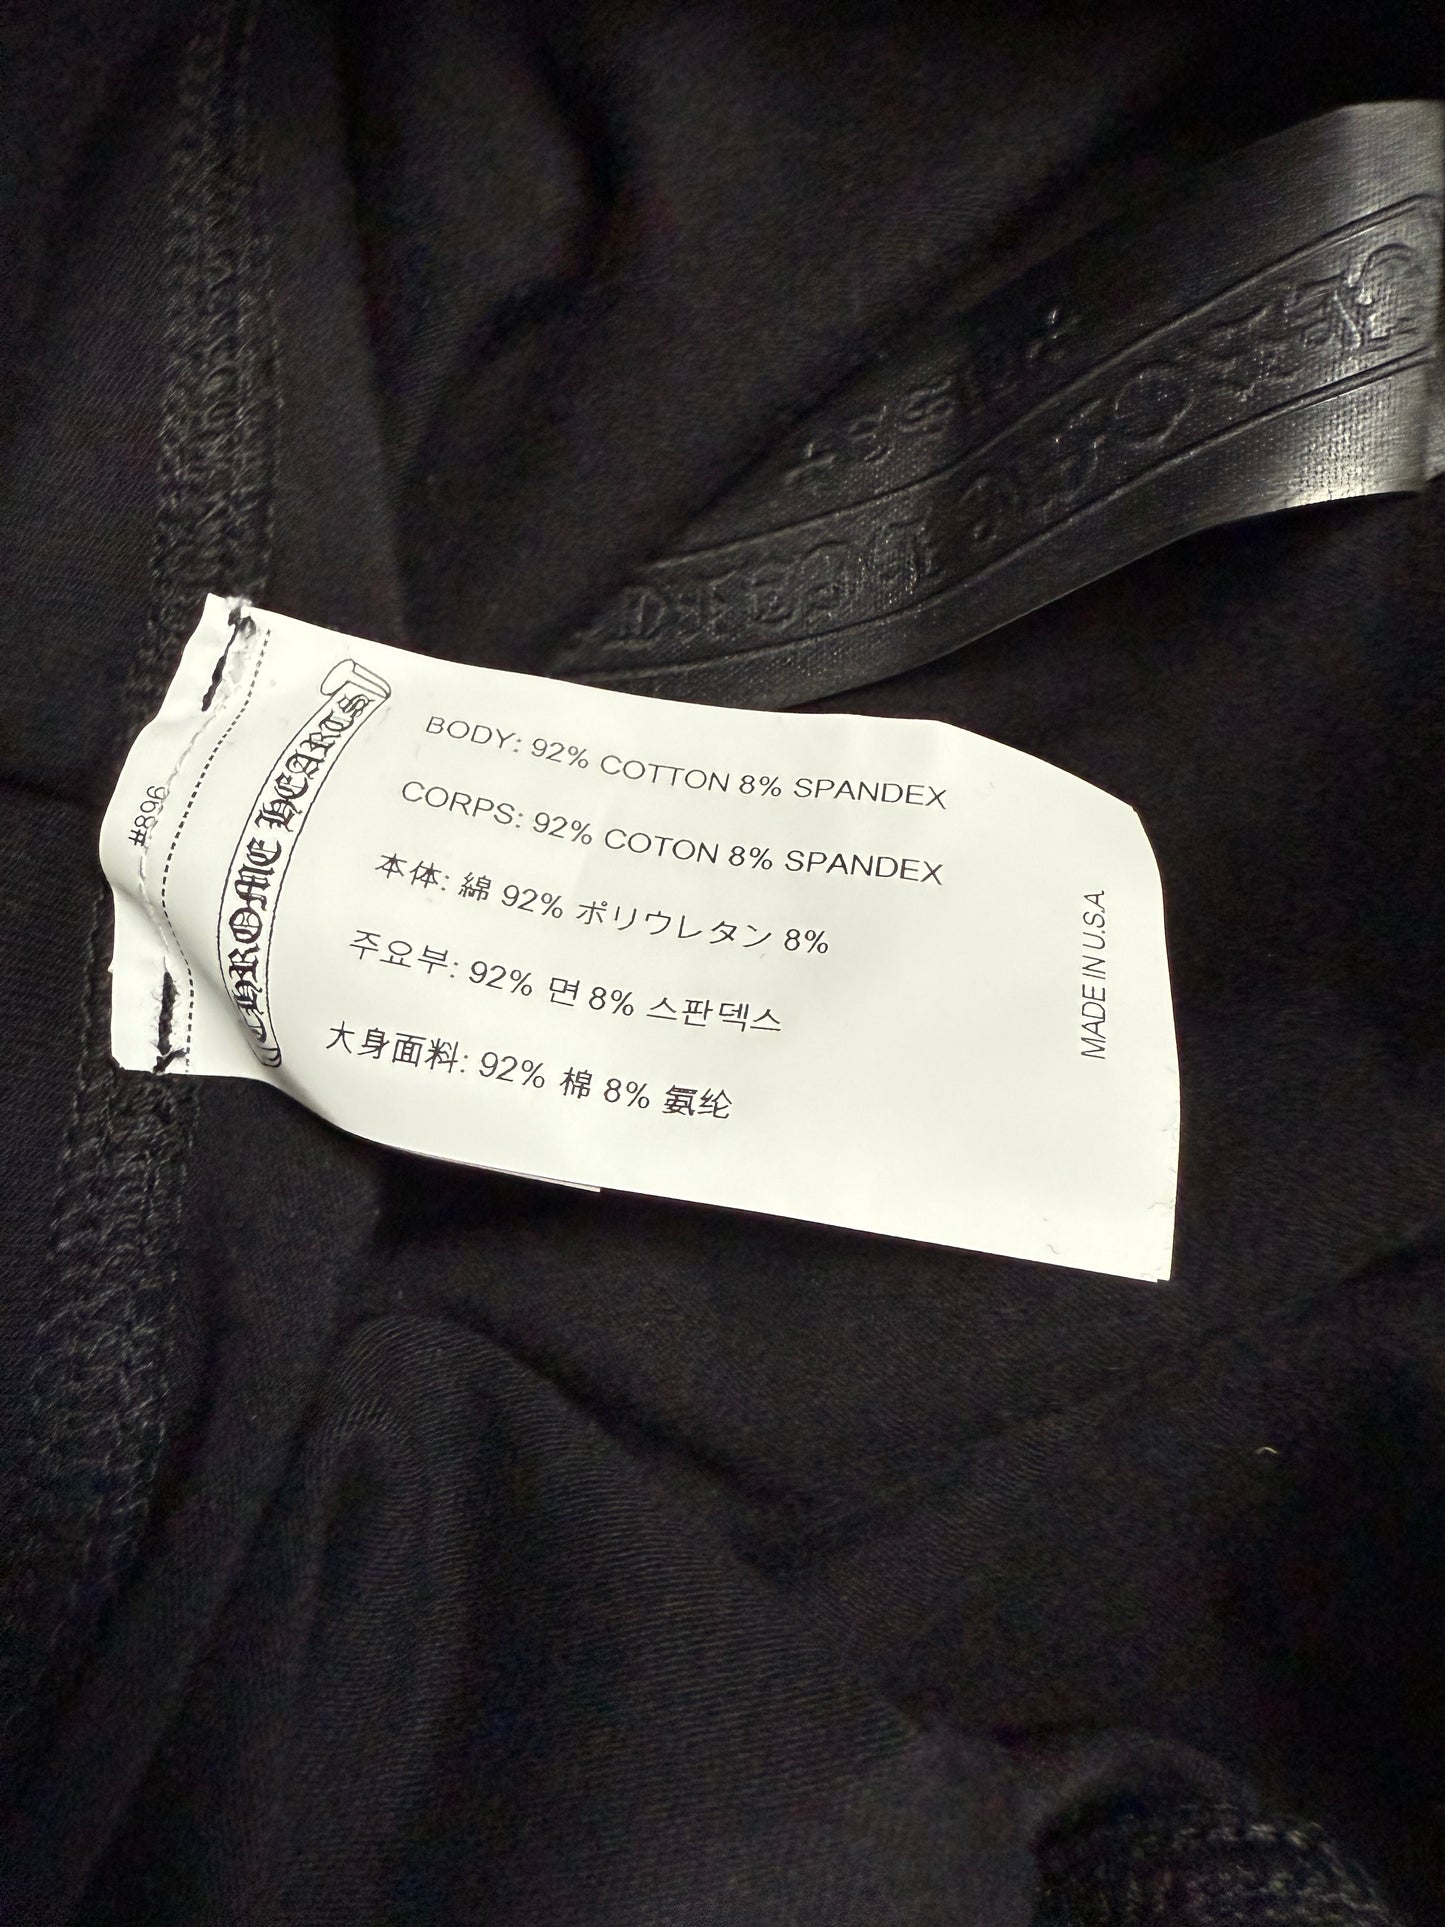 #896
CHROME HEARTS
BODY: 92% COTTON 8% SPANDEX
CORPS: 92% COTON 8% SPANDEX
本体: 綿 92% ポリウレタン 8%
주요부: 92% 면 8% 스판덱스
大身面料: 92% 棉 8% 氨纶
MADE IN U.S.A.